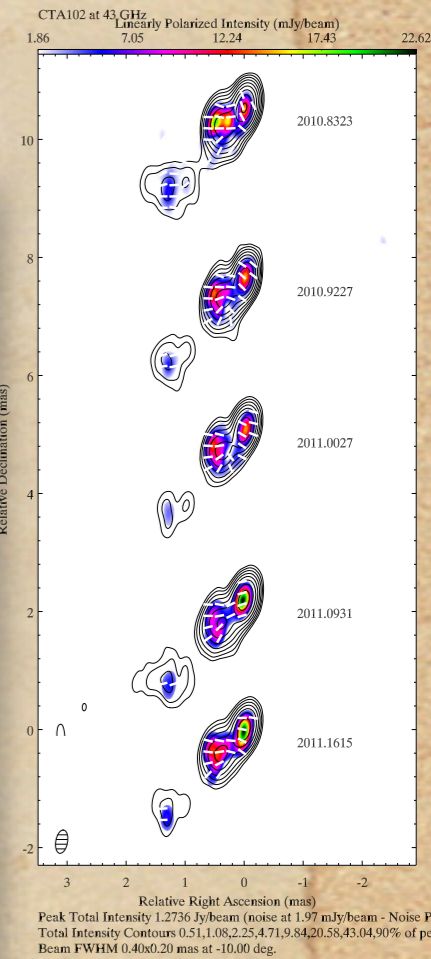 CTA102 at 43 GHz
Linearly Polarized Intensity (mJy/beam)
1.86 7.05 12.24 17.43 22.62
2010.8323
2010.9227
2011.0027
2011.0931
2011.1615
10
8
6
4
2
0
-2
Relative Declination (mas)
3 2 1 0 -1 -2
Relative Right Ascension (mas)
Peak Total Intensity 1.2736 Jy/beam (noise at 1.97 mJy/beam - Noise P
Total Intensity Contours 0.51,1.08,2.25,4.71,9.84,20.58,43.04,90% of pe
Beam FWHM 0.40x0.20 mas at -10.00 deg.